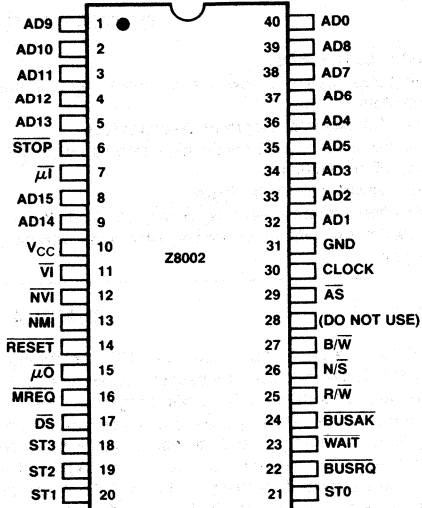 AD9 1 40 AD0
AD10 2 39 AD8
AD11 3 38 AD7
AD12 4 37 AD6
AD13 5 36 AD4
STOP 6 35 AD5
μI 7 34 AD3
AD15 8 33 AD2
AD14 9 32 AD1
VCC 10 31 GND
Z8002
VI 11 30 CLOCK
NVI 12 29 AS
NMI 13 28 (DO NOT USE)
RESET 14 27 B/W
μO 15 26 N/S
MREQ 16 25 R/W
DS 17 24 BUSAK
ST3 18 23 WAIT
ST2 19 22 BUSRQ
ST1 20 21 ST0